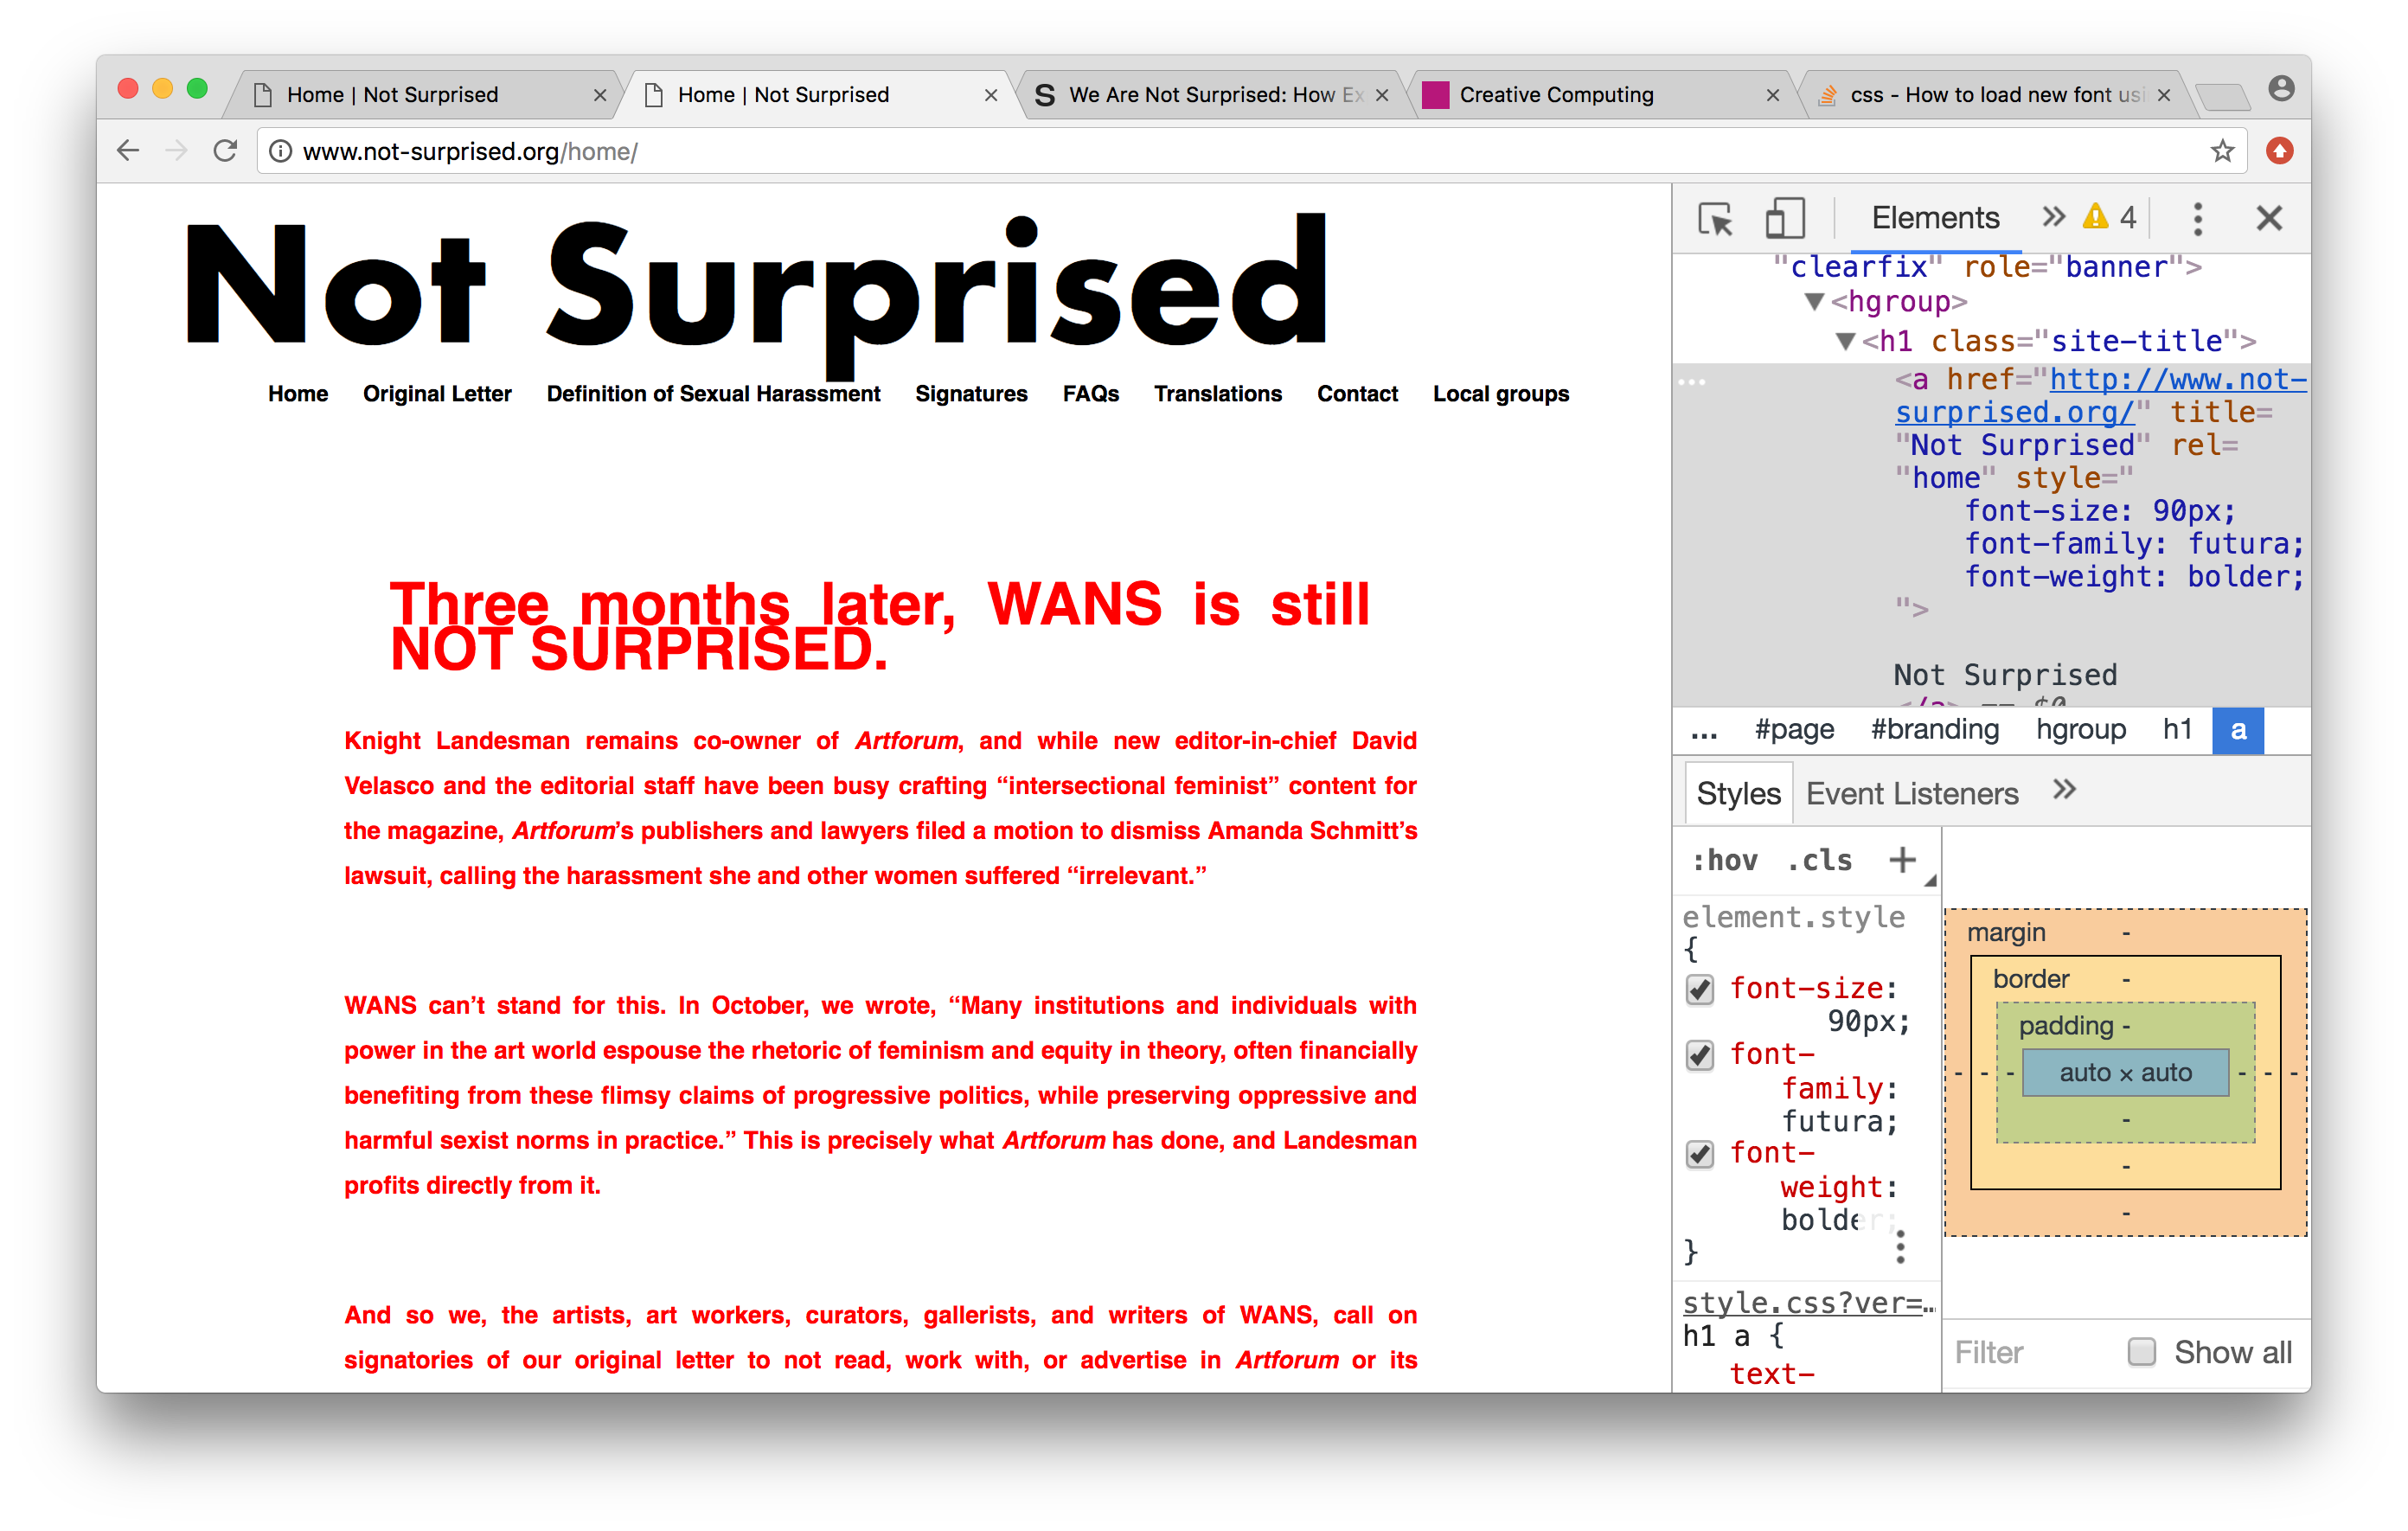 Home | Not Surprised
Home | Not Surprised
S We Are Not Surprised: How Ex
Creative Computing
css - How to load new font usi
www.not-surprised.org/home/
Not Surprised
Home Original Letter Definition of Sexual Harassment Signatures FAQs Translations Contact Local groups
Three months later, WANS is still
NOT SURPRISED.
Knight Landesman remains co-owner of Artforum, and while new editor-in-chief David
Velasco and the editorial staff have been busy crafting “intersectional feminist” content for
the magazine, Artforum’s publishers and lawyers filed a motion to dismiss Amanda Schmitt’s
lawsuit, calling the harassment she and other women suffered “irrelevant.”
WANS can’t stand for this. In October, we wrote, “Many institutions and individuals with
power in the art world espouse the rhetoric of feminism and equity in theory, often financially
benefiting from these flimsy claims of progressive politics, while preserving oppressive and
harmful sexist norms in practice.” This is precisely what Artforum has done, and Landesman
profits directly from it.
And so we, the artists, art workers, curators, gallerists, and writers of WANS, call on
signatories of our original letter to not read, work with, or advertise in Artforum or its
Elements » 4
"clearfix" role="banner">
▼<hgroup>
▼<h1 class="site-title">
<a href="http://www.not-
surprised.org/" title=
"Not Surprised" rel=
"home" style="
font-size: 90px;
font-family: futura;
font-weight: bolder;
">
Not Surprised
</a> == $0
... #page #branding hgroup h1 a
Styles Event Listeners »
:hov .cls +
element.style
{
font-size:
90px;
font-
family:
futura;
font-
weight:
bolder;
}
style.css?ver=…
h1 a {
text-
margin -
border -
padding -
- - - auto × auto - - -
-
-
-
Filter Show all